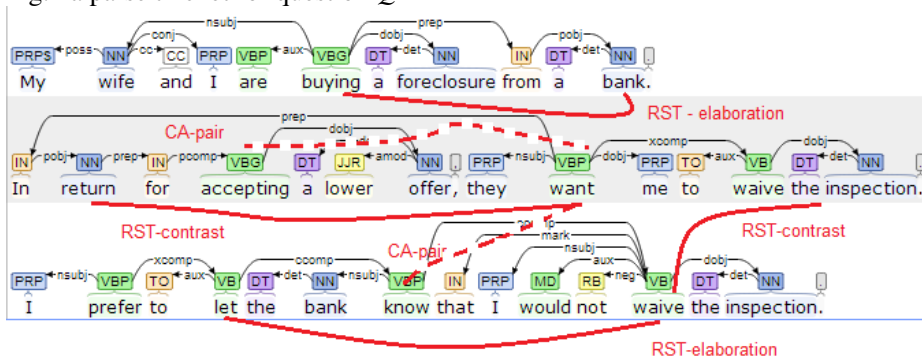 nsubj
conj prep
poss cc aux dobj det pobj det
PRP$ NN CC PRP VBP VBG DT NN IN DT NN .
My wife and I are buying a foreclosure from a bank.
RST - elaboration
prep
CA-pair dobj xcomp dobj
pobj prep pcomp amod nsubj dobj aux det
IN NN IN VBG DT JJR NN , PRP VBP PRP TO VB DT NN .
In return for accepting a lower offer, they want me to waive the inspection.
RST-contrast CA-pair RST-contrast
mark
nsubj
xcomp ccomp aux dobj
nsubj aux det nsubj neg det
PRP VBP TO VB DT NN VBP IN PRP MD RB VB DT NN .
I prefer to let the bank know that I would not waive the inspection.
RST-elaboration